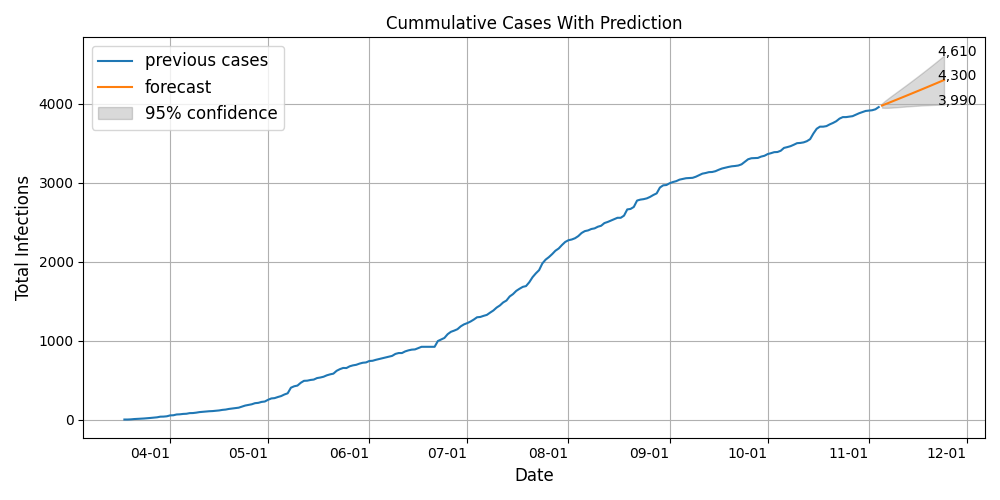 Cummulative Cases With Prediction
previous cases
forecast
95% confidence
4,610
4,300
3,990
4000
3000
2000
1000
0
Total Infections
04-01 05-01 06-01 07-01 08-01 09-01 10-01 11-01 12-01
Date